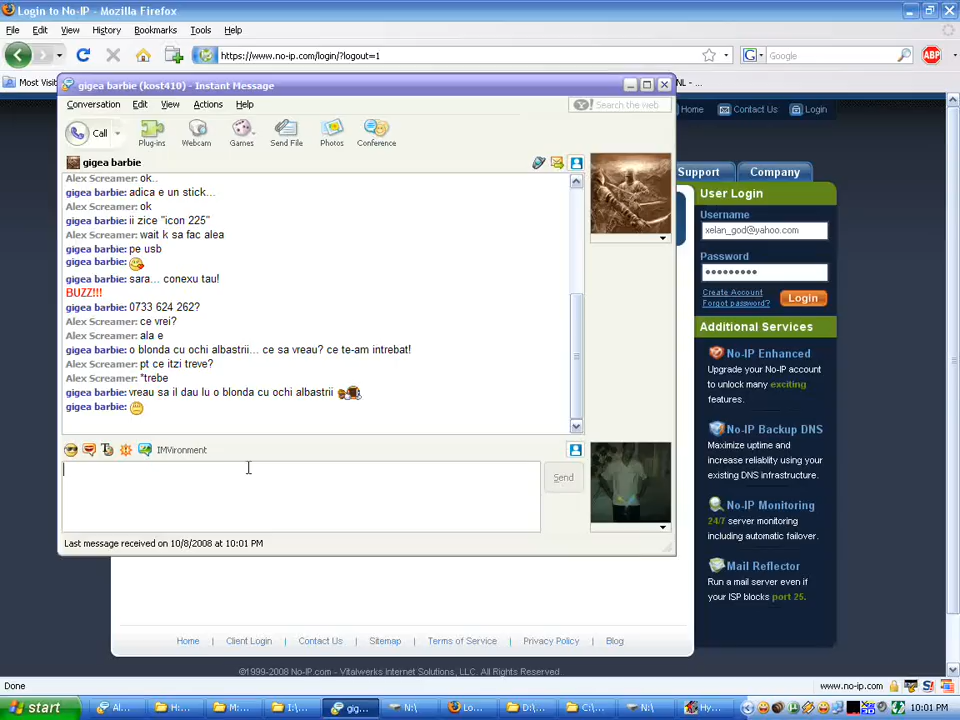 Login to No-IP - Mozilla Firefox
File Edit View History Bookmarks Tools Help
https://www.no-ip.com/login/?logout=1
Google
ABP
Most Visit
NL - ...
gigea barbie (kost410) - Instant Message
Conversation Edit View Actions Help
Search the web
Call
Plug-ins Webcam Games Send File Photos Conference
gigea barbie
Alex Screamer: ok..
gigea barbie: adica e un stick...
Alex Screamer: ok
gigea barbie: ii zice "icon 225"
Alex Screamer: wait k sa fac alea
gigea barbie: pe usb
gigea barbie:
gigea barbie: sara... conexu tau!
BUZZ!!!
gigea barbie: 0733 624 262?
Alex Screamer: ce vrei?
Alex Screamer: ala e
gigea barbie: o blonda cu ochi albastrii... ce sa vreau? ce te-am intrebat!
Alex Screamer: pt ce itzi treve?
Alex Screamer: *trebe
gigea barbie: vreau sa il dau lu o blonda cu ochi albastrii
gigea barbie:
IMVironment
Send
Last message received on 10/8/2008 at 10:01 PM
Home Contact Us Login
Support Company
User Login
Username
xelan_god@yahoo.com
Password
•••••••••
Create Account
Forgot password?
Login
Additional Services
No-IP Enhanced
Upgrade your No-IP account
to unlock many exciting
features.
No-IP Backup DNS
Maximize uptime and
increase reliablity using your
existing DNS infrastructure.
No-IP Monitoring
24/7 server monitoring
including automatic failover.
Mail Reflector
Run a mail server even if
your ISP blocks port 25.
Home | Client Login | Contact Us | Sitemap | Terms of Service | Privacy Policy | Blog
©1999-2008 No-IP.com - Vitalwerks Internet Solutions, LLC. All Rights Reserved.
Done
www.no-ip.com
start Al... H:... M:... I:\... gig... N:\ Lo... D:\... C:\... N:\ Hy... 10:01 PM